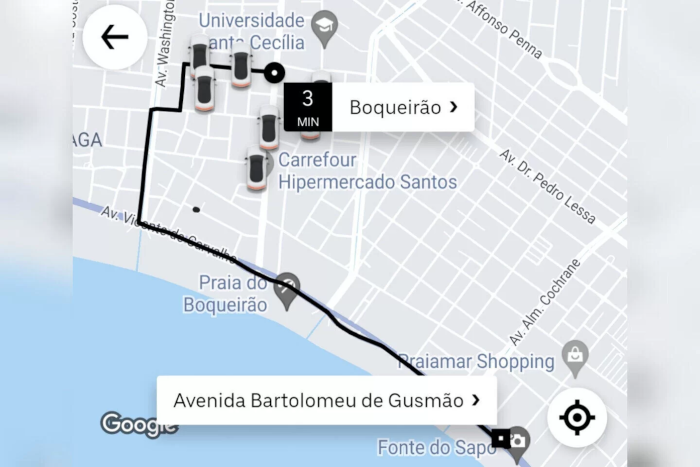 Universidade
Santa Cecília
Av. Affonso Penna
Av. Washington
3
MIN
Boqueirão
Carrefour
Hipermercado Santos
Av. Dr. Pedro Lessa
Av. Vicente de Carvalho
Praia do
Boqueirão
Av. Alm. Cochrane
Praiamar Shopping
Avenida Bartolomeu de Gusmão
Google
Fonte do Sapo